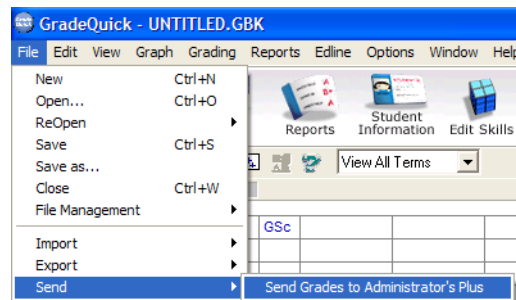 GradeQuick - UNTITLED.GBK
File Edit View Graph Grading Reports Edline Options Window Help
New Ctrl+N
Open... Ctrl+O
ReOpen
Save Ctrl+S
Save as...
Close Ctrl+W
File Management
Import
Export
Send
Send Grades to Administrator's Plus
Reports
Student
Information
Edit Skills
View All Terms
GSc